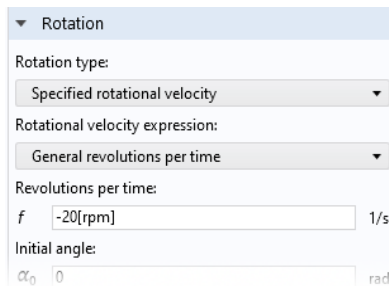 Rotation
Rotation type:
Specified rotational velocity
Rotational velocity expression:
General revolutions per time
Revolutions per time:
f -20[rpm] 1/s
Initial angle:
α₀ 0 rad